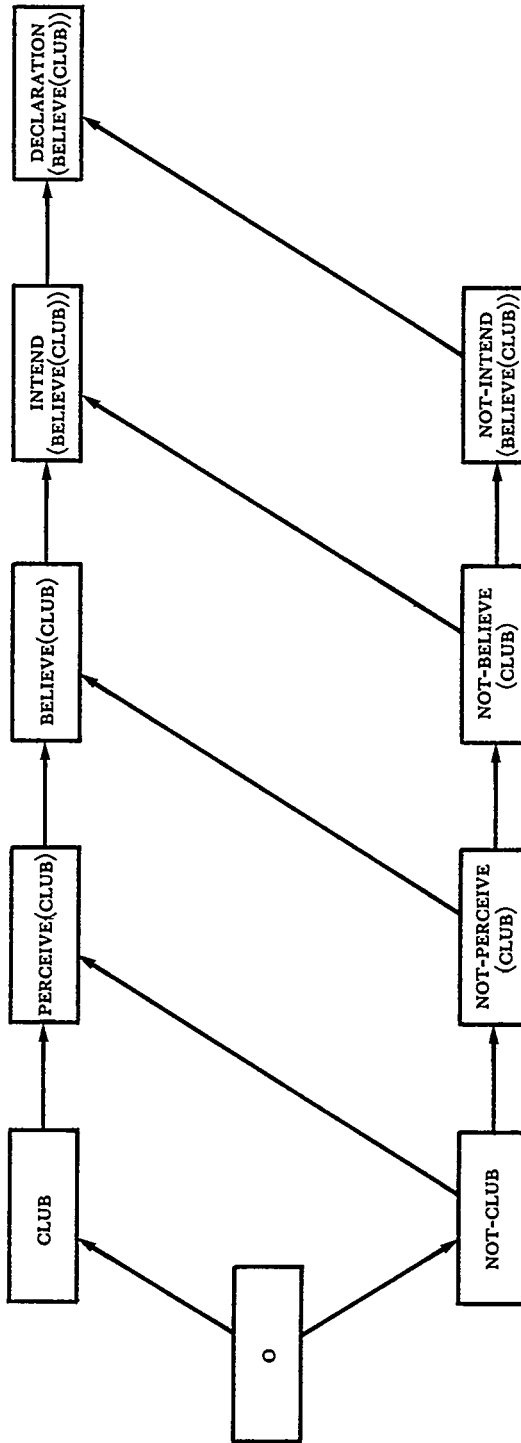 CLUB
PERCEIVE(CLUB)
BELIEVE(CLUB)
INTEND
(BELIEVE(CLUB))
DECLARATION
(BELIEVE(CLUB))
O
NOT-CLUB
NOT-PERCEIVE
(CLUB)
NOT-BELIEVE
(CLUB)
NOT-INTEND
(BELIEVE(CLUB))